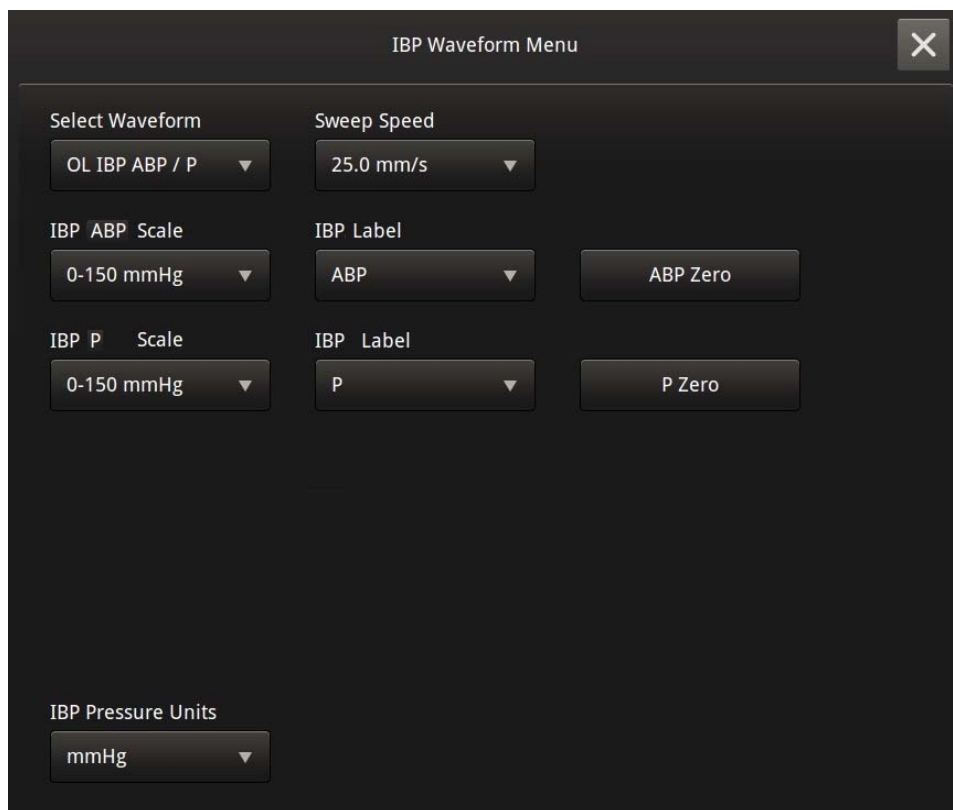 IBP Waveform Menu
Select Waveform Sweep Speed
OL IBP ABP / P 25.0 mm/s
IBP ABP Scale IBP Label
0-150 mmHg ABP ABP Zero
IBP P Scale IBP Label
0-150 mmHg P P Zero
IBP Pressure Units
mmHg